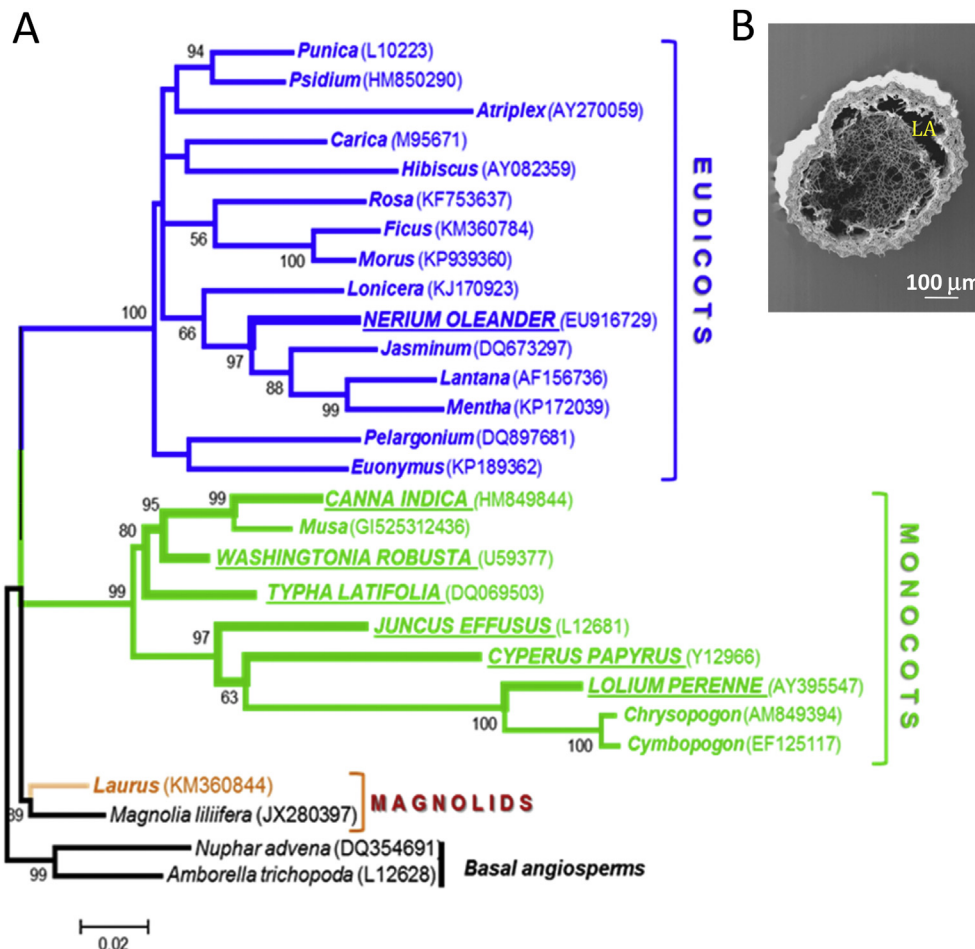 A
B
94
Punica (L10223)
Psidium (HM850290)
Atriplex (AY270059)
Carica (M95671)
Hibiscus (AY082359)
Rosa (KF753637)
56
Ficus (KM360784)
100
Morus (KP939360)
Lonicera (KJ170923)
100
66
NERIUM OLEANDER (EU916729)
97
Jasminum (DQ673297)
88
Lantana (AF156736)
99
Mentha (KP172039)
Pelargonium (DQ897681)
Euonymus (KP189362)
EUDICOTS
99
CANNA INDICA (HM849844)
95
Musa (GI525312436)
80
WASHINGTONIA ROBUSTA (U59377)
99
TYPHA LATIFOLIA (DQ069503)
97
JUNCUS EFFUSUS (L12681)
CYPERUS PAPYRUS (Y12966)
63
LOLIUM PERENNE (AY395547)
100
Chrysopogon (AM849394)
100
Cymbopogon (EF125117)
MONOCOTS
Laurus (KM360844)
89
Magnolia liliifera (JX280397)
MAGNOLIDS
Nuphar advena (DQ354691)
99
Amborella trichopoda (L12628)
Basal angiosperms
0.02
LA
100 µm